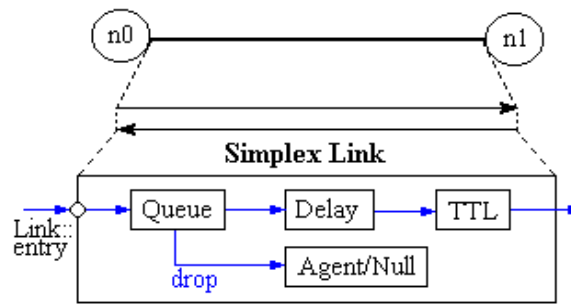 n0
n1
Simplex Link
Queue
Delay
TTL
Link::
entry
drop
Agent/Null